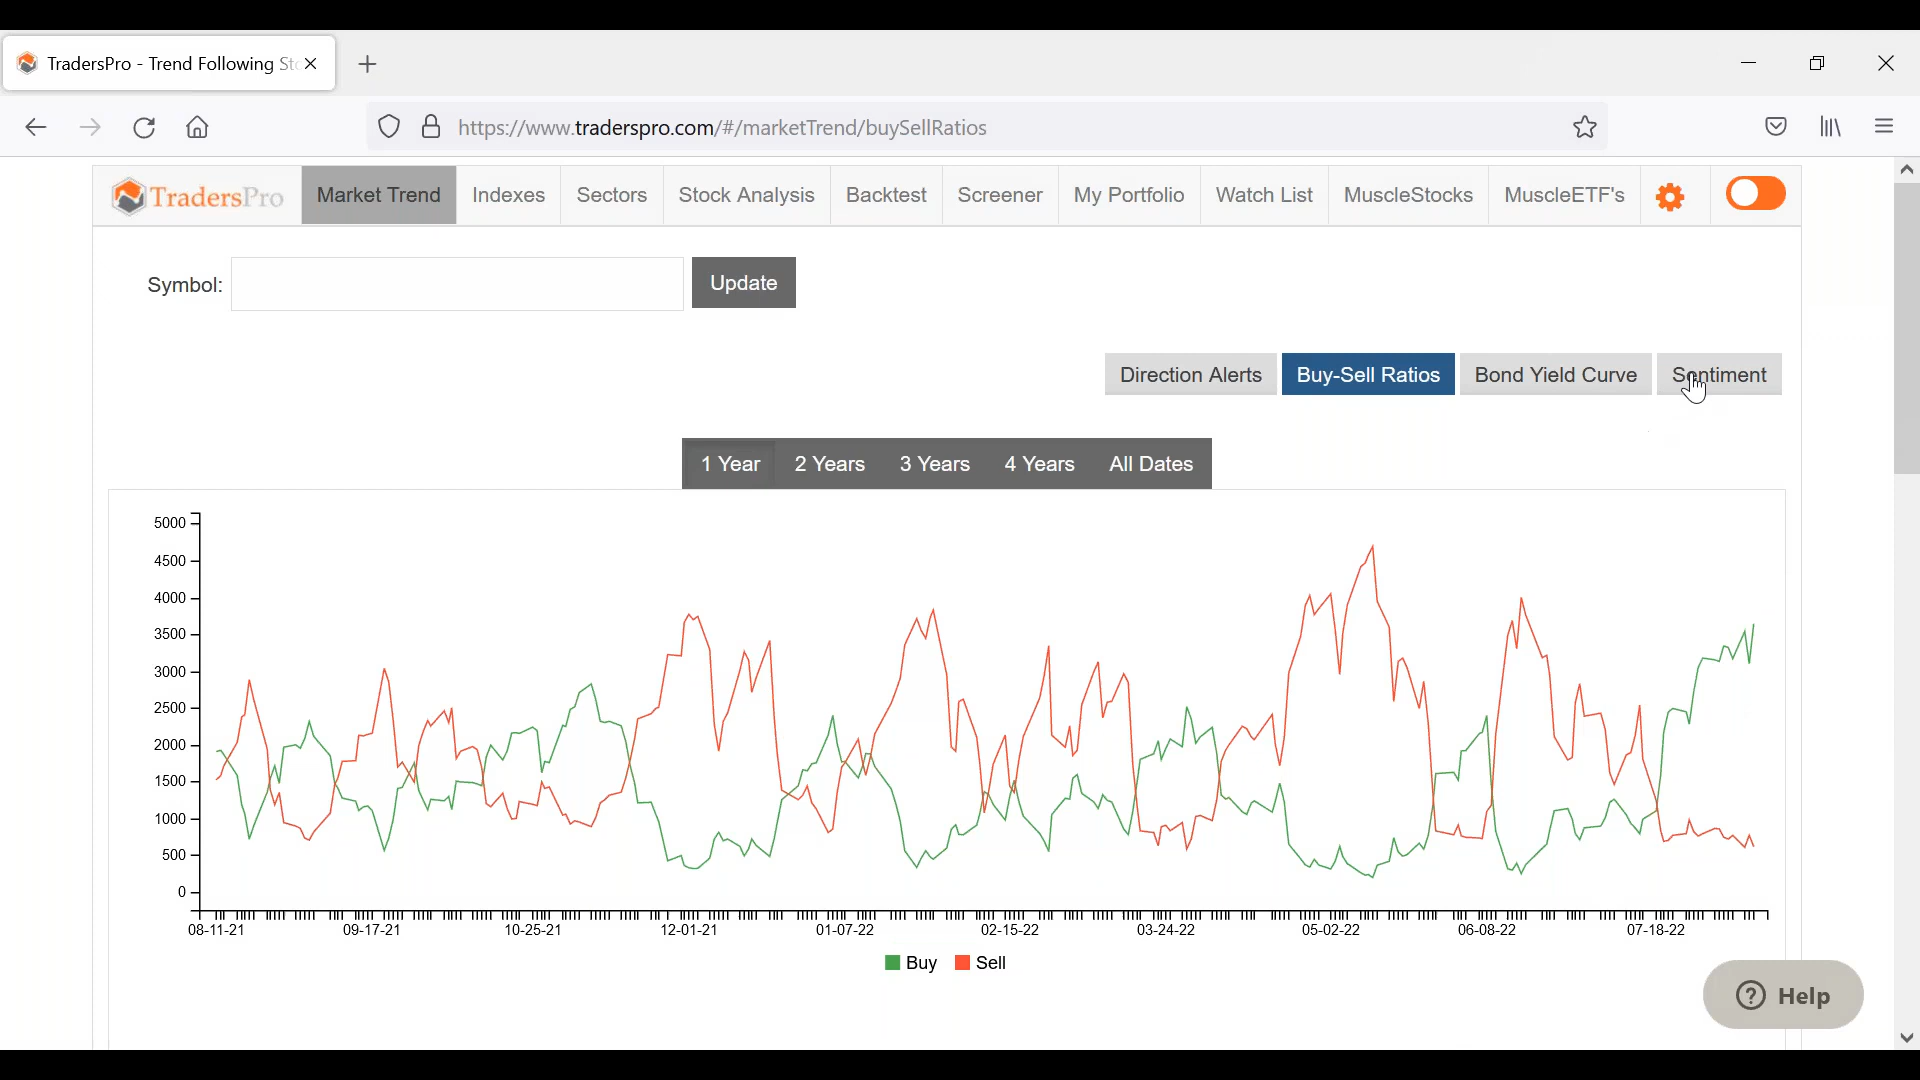 TradersPro - Trend Following St
https://www.traderspro.com/#/marketTrend/buySellRatios
TradersPro Market Trend Indexes Sectors Stock Analysis Backtest Screener My Portfolio Watch List MuscleStocks MuscleETF's
Symbol: Update
Direction Alerts Buy-Sell Ratios Bond Yield Curve Sentiment
1 Year 2 Years 3 Years 4 Years All Dates
5000
4500
4000
3500
3000
2500
2000
1500
1000
500
0
08-11-21 09-17-21 10-25-21 12-01-21 01-07-22 02-15-22 03-24-22 05-02-22 06-08-22 07-18-22
Buy Sell
Help